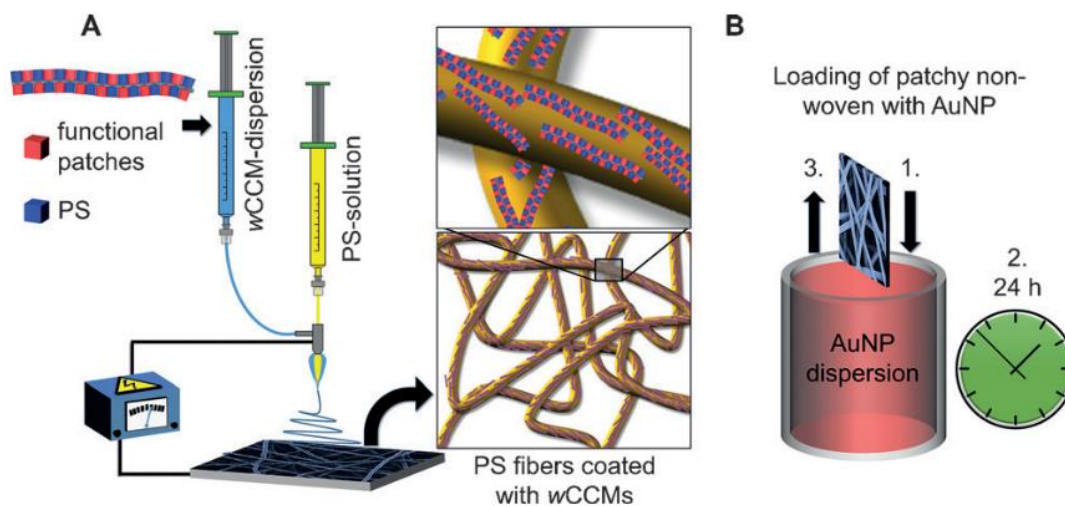 A
functional
patches
PS
wCCM-dispersion
PS-solution
PS fibers coated
with wCCMs
B
Loading of patchy non-
woven with AuNP
3.
1.
2.
24 h
AuNP
dispersion